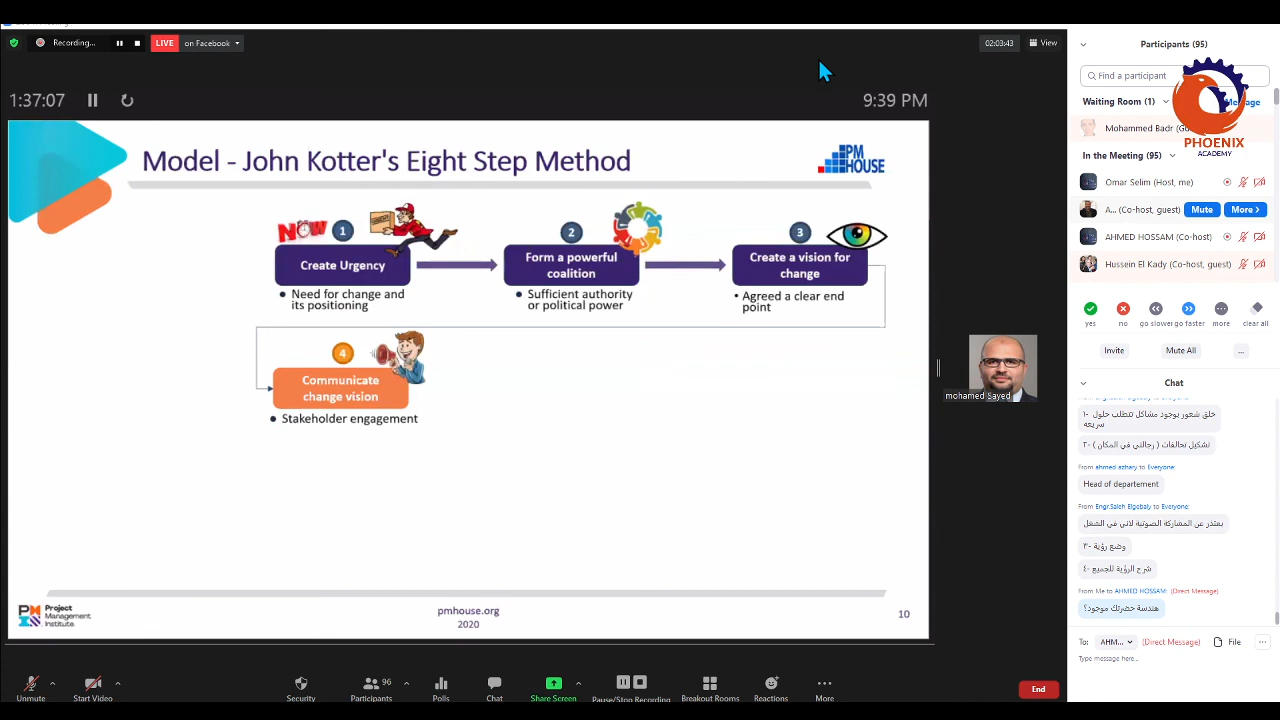 Recording...
LIVE on Facebook
02:03:43
View
1:37:07
9:39 PM
Model - John Kotter's Eight Step Method
PM
HOUSE
NOW
1
Create Urgency
Need for change and
its positioning
2
Form a powerful
coalition
Sufficient authority
or political power
3
Create a vision for
change
Agreed a clear end
point
4
Communicate
change vision
Stakeholder engagement
Project
Management
Institute.
pmhouse.org
2020
10
mohamed Sayed
Participants (95)
Find a participant
Waiting Room (1)
Message
Mohammed Badr
PHOENIX
ACADEMY
In the Meeting (95)
Omar Selim (Host, me)
A... (Co-host, guest)
Mute
More >
AHMED HOSSAM (Co-host)
Hussein El Kady (Co-host, guest)
yes
no
go slower
go faster
more
clear all
Invite
Mute All
...
Chat
١- خلق شعور بوجود مشاكل تتطلب حلول
سريعه
٢- تشكيل تحالفات ( رجالتي في المكان )
From ahmed azhary to Everyone:
Head of department
From Engr.Saleh Elgebaly to Everyone:
يعتذر عن المشاركة الصوتية لاني في الشغل
٣- وضع رؤية
٤- شرح الرؤية للجميع
From Me to AHMED HOSSAM: (Direct Message)
هندسة حضرتك موجود؟
To: AHM... (Direct Message)
File
Type message here...
Unmute
Start Video
Security
Participants
96
Polls
Chat
Share Screen
Pause/Stop Recording
Breakout Rooms
Reactions
More
End